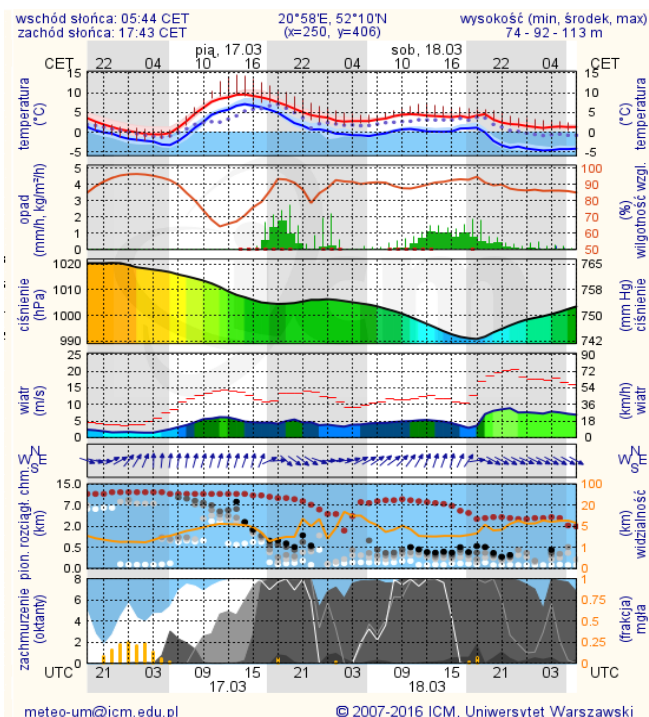 wschód słońca: 05:44 CET 20°58'E, 52°10'N wysokość (min, środek, max)
zachód słońca: 17:43 CET (x=250, y=406) 74 - 92 - 113 m
pią, 17.03 sob, 18.03
CET 22 04 10 16 22 04 10 16 22 04 CET
temperatura (°C) 15 10 5 0 -5 15 10 5 0 -5 temperatura (°C)
opad (mm/h, kg/m²/h) 5 4 3 2 1 0 100 90 80 70 60 50 wilgotność wzgl. (%)
ciśnienie (hPa) 1020 1010 1000 990 765 758 750 742 (mm Hg) ciśnienie
wiatr (m/s) 25 20 15 10 5 0 90 72 54 36 18 0 (km/h) wiatr
N W E S N W E S
pion. rozciągł. chm. (km) 15.0 7.0 2.0 0.5 0.0 100 20 5 1 0 (km) widzialność
zachmurzenie (oktanty) 8 6 4 2 0 1 0.75 0.5 0.25 0 (frakcja) mgła
UTC 21 03 09 15 21 03 09 15 21 03 UTC
17.03 18.03
meteo-um@icm.edu.pl © 2007-2016 ICM, Uniwersytet Warszawski